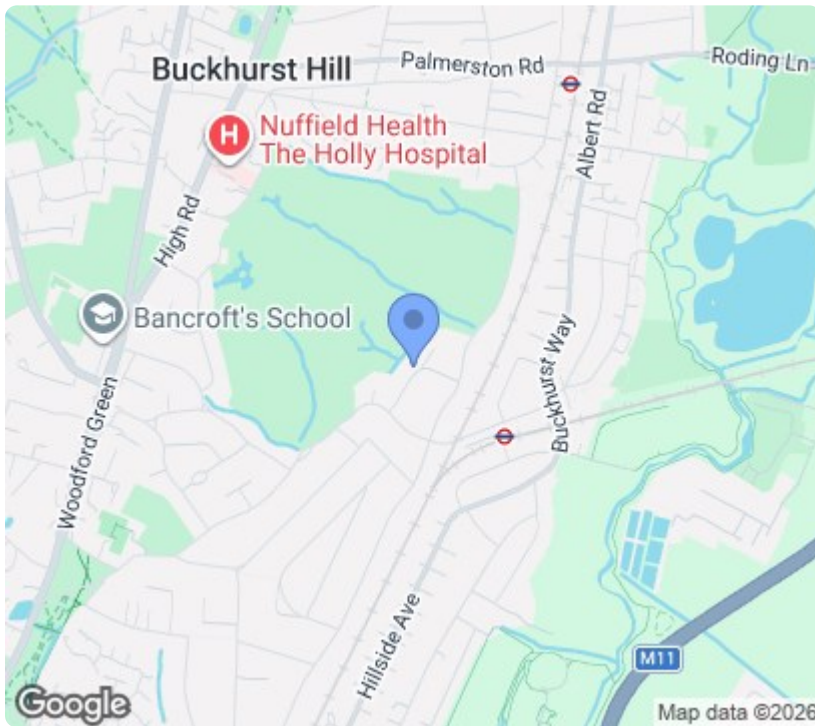 Buckhurst Hill
Palmerston Rd
Roding Ln
H
Nuffield Health
The Holly Hospital
Albert Rd
High Rd
Bancroft's School
Buckhurst Way
Woodford Green
Hillside Ave
M11
Google
Map data ©2026